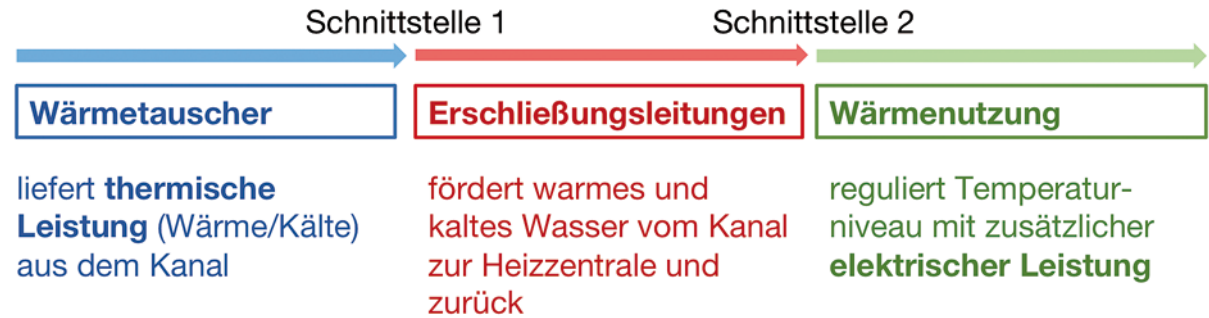 Schnittstelle 1
Schnittstelle 2
Wärmetauscher
liefert thermische
Leistung (Wärme/Kälte)
aus dem Kanal
Erschließungsleitungen
fördert warmes und
kaltes Wasser vom Kanal
zur Heizzentrale und
zurück
Wärmenutzung
reguliert Temperatur-
niveau mit zusätzlicher
elektrischer Leistung